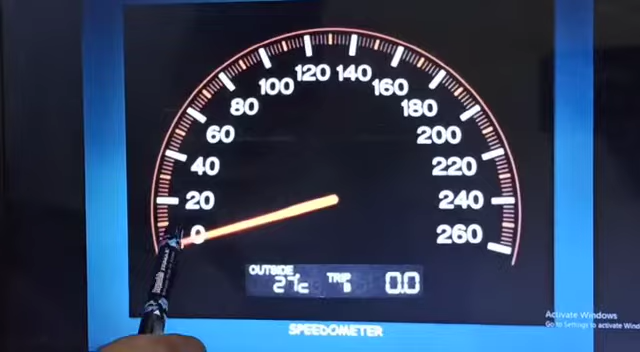 120 140
100 160
80 180
60 200
40 220
20 240
0 260
OUTSIDE
27°C
TRIP
B
0.0
SPEEDOMETER
Activate Windows
Go to Settings to activate Win